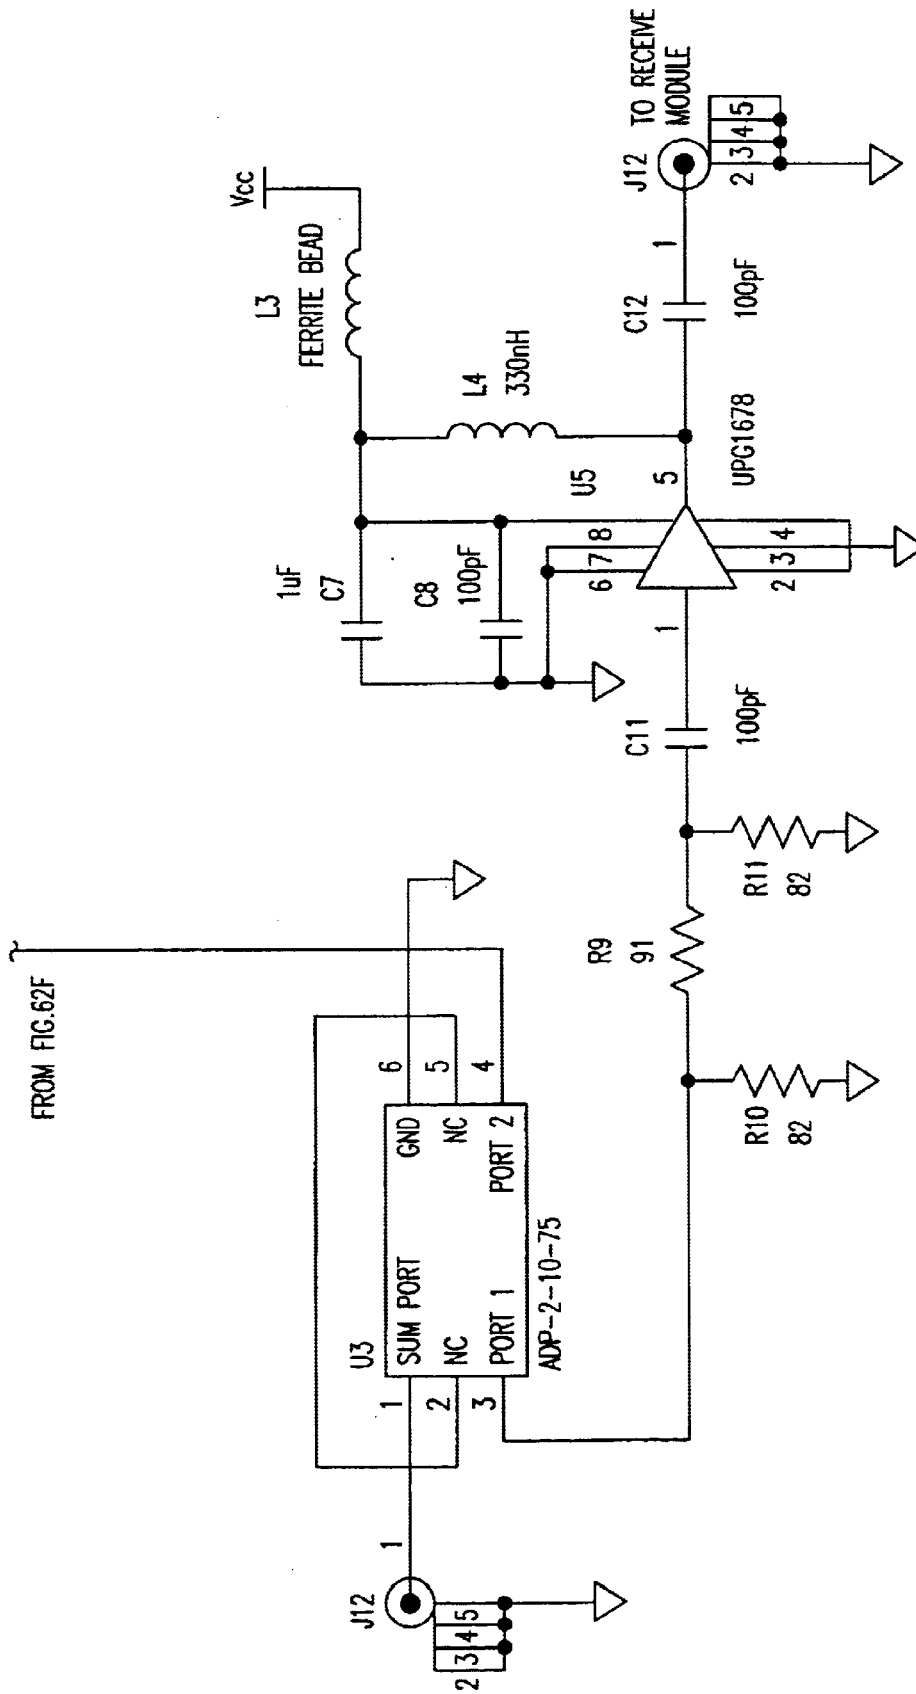 FROM FIG.62F
J12
1
2 3 4 5
U3
SUM PORT
NC
PORT 1
GND
NC
PORT 2
1
2
3
6
5
4
ADP-2-10-75
R10
82
R9
91
R11
82
C11
100pF
1uF
C7
C8
100pF
L3
FERRITE BEAD
Vcc
L4
330nH
U5
6 7 8
1
5
2 3 4
UPG1678
C12
100pF
1
J12
2 3 4 5
TO RECEIVE
MODULE